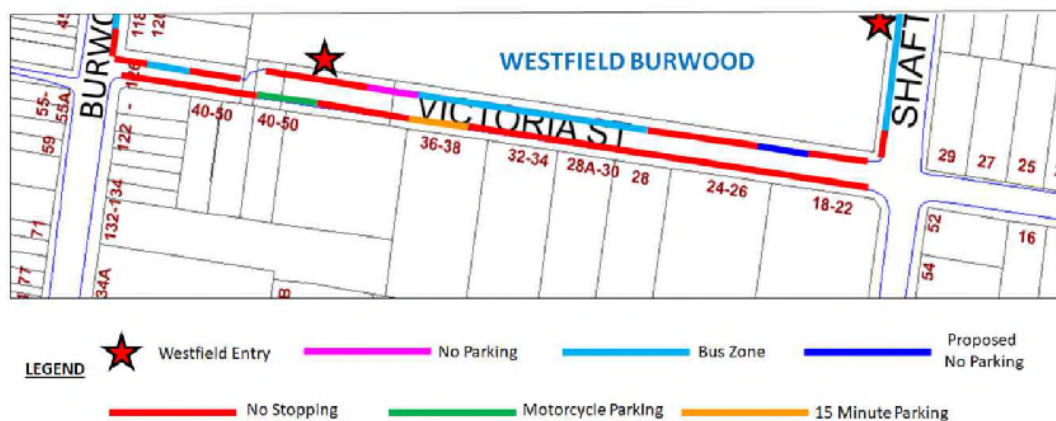 45
118
120
WESTFIELD BURWOOD
BURWO
SHAFT
126
VICTORIA ST
55-
55A
59
122
-
40-50
40-50
36-38
32-34
28A-30
28
24-26
18-22
29
27
25
132-134
71
77
34A
B
52
54
16
LEGEND
Westfield Entry
No Parking
Bus Zone
Proposed
No Parking
No Stopping
Motorcycle Parking
15 Minute Parking